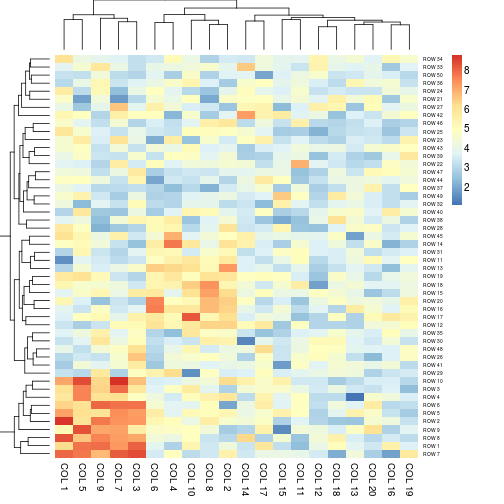 ROW 34
ROW 33
ROW 50
ROW 36
ROW 24
ROW 21
ROW 27
ROW 42
ROW 46
ROW 25
ROW 23
ROW 43
ROW 39
ROW 22
ROW 47
ROW 44
ROW 37
ROW 49
ROW 32
ROW 40
ROW 38
ROW 28
ROW 45
ROW 14
ROW 31
ROW 11
ROW 13
ROW 19
ROW 18
ROW 15
ROW 20
ROW 16
ROW 17
ROW 12
ROW 35
ROW 30
ROW 48
ROW 26
ROW 41
ROW 29
ROW 10
ROW 3
ROW 4
ROW 6
ROW 5
ROW 2
ROW 9
ROW 8
ROW 1
ROW 7
8
7
6
5
4
3
2
COL 1
COL 5
COL 9
COL 7
COL 3
COL 6
COL 4
COL 10
COL 8
COL 2
COL 14
COL 17
COL 15
COL 11
COL 12
COL 18
COL 13
COL 20
COL 16
COL 19